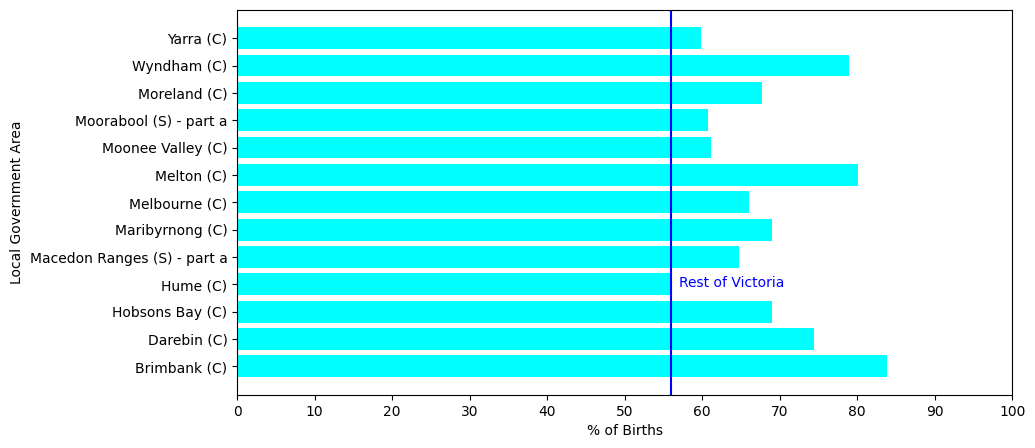 Local Government Area
Yarra (C)
Wyndham (C)
Moreland (C)
Moorabool (S) - part a
Moonee Valley (C)
Melton (C)
Melbourne (C)
Maribyrnong (C)
Macedon Ranges (S) - part a
Hume (C)
Rest of Victoria
Hobsons Bay (C)
Darebin (C)
Brimbank (C)
0 10 20 30 40 50 60 70 80 90 100
% of Births